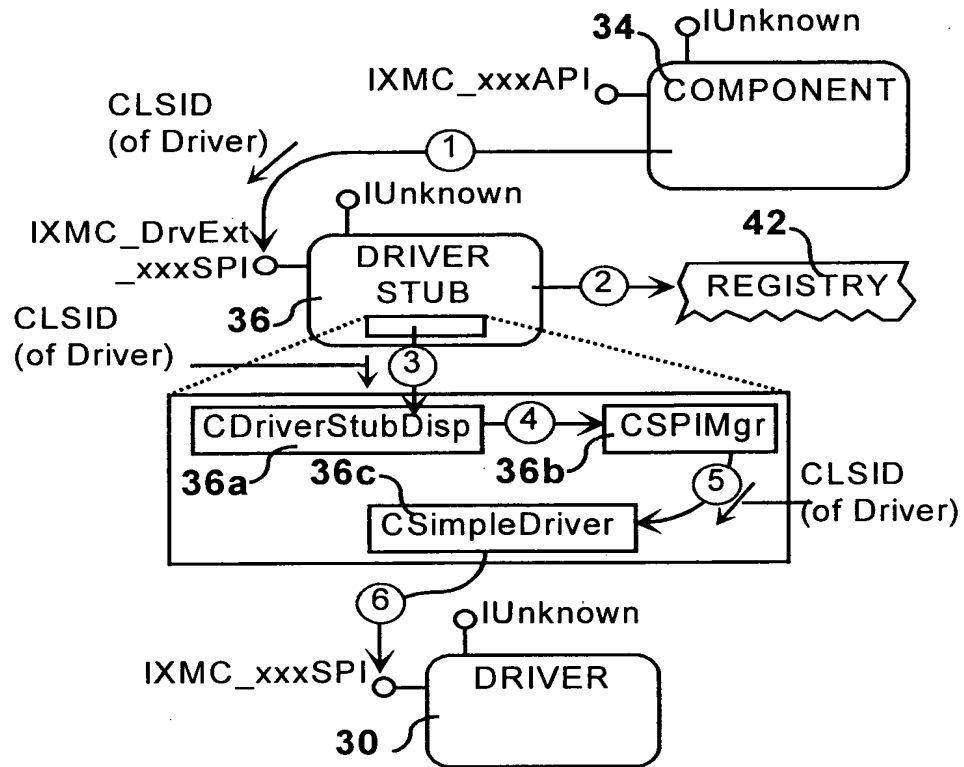 34
IUnknown
IXMC_xxxAPI
COMPONENT
CLSID
(of Driver)
1
IUnknown
IXMC_DrvExt
_xxxSPI
DRIVER
STUB
36
2
42
REGISTRY
CLSID
(of Driver)
3
CDriverStubDisp
4
CSPIMgr
36a
36c
36b
5
CLSID
(of Driver)
CSimpleDriver
6
IUnknown
IXMC_xxxSPI
DRIVER
30